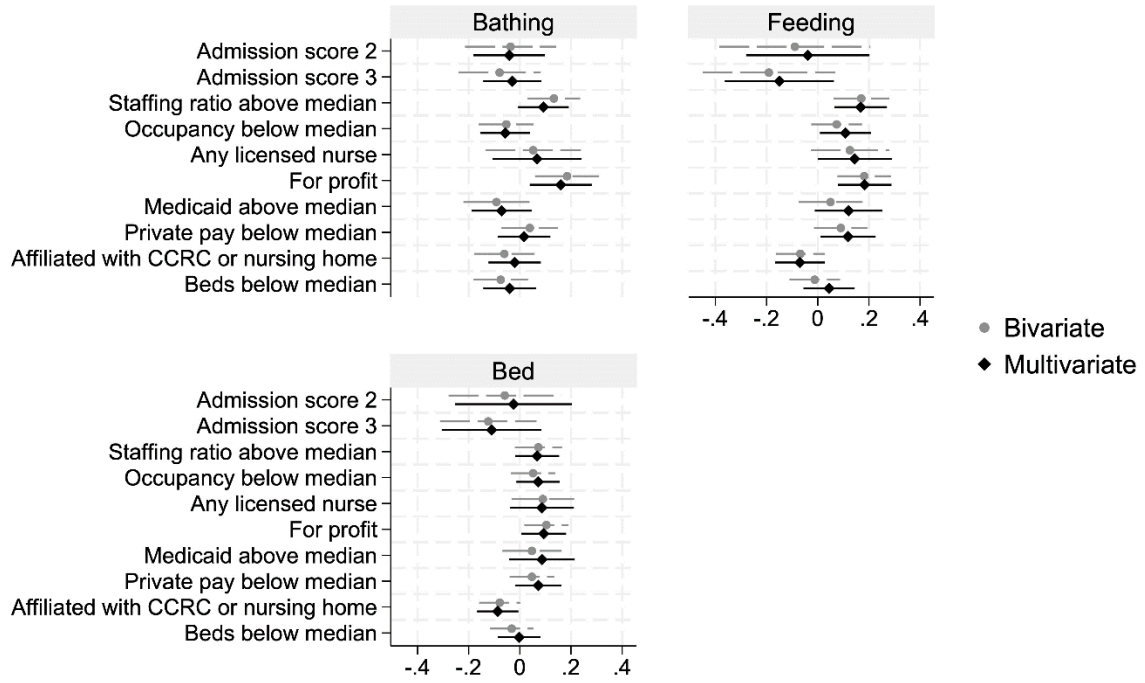 Bathing
Feeding
Admission score 2
Admission score 3
Staffing ratio above median
Occupancy below median
Any licensed nurse
For profit
Medicaid above median
Private pay below median
Affiliated with CCRC or nursing home
Beds below median
-.4 -.2 0 .2 .4
Bivariate
Multivariate
Bed
Admission score 2
Admission score 3
Staffing ratio above median
Occupancy below median
Any licensed nurse
For profit
Medicaid above median
Private pay below median
Affiliated with CCRC or nursing home
Beds below median
-.4 -.2 0 .2 .4